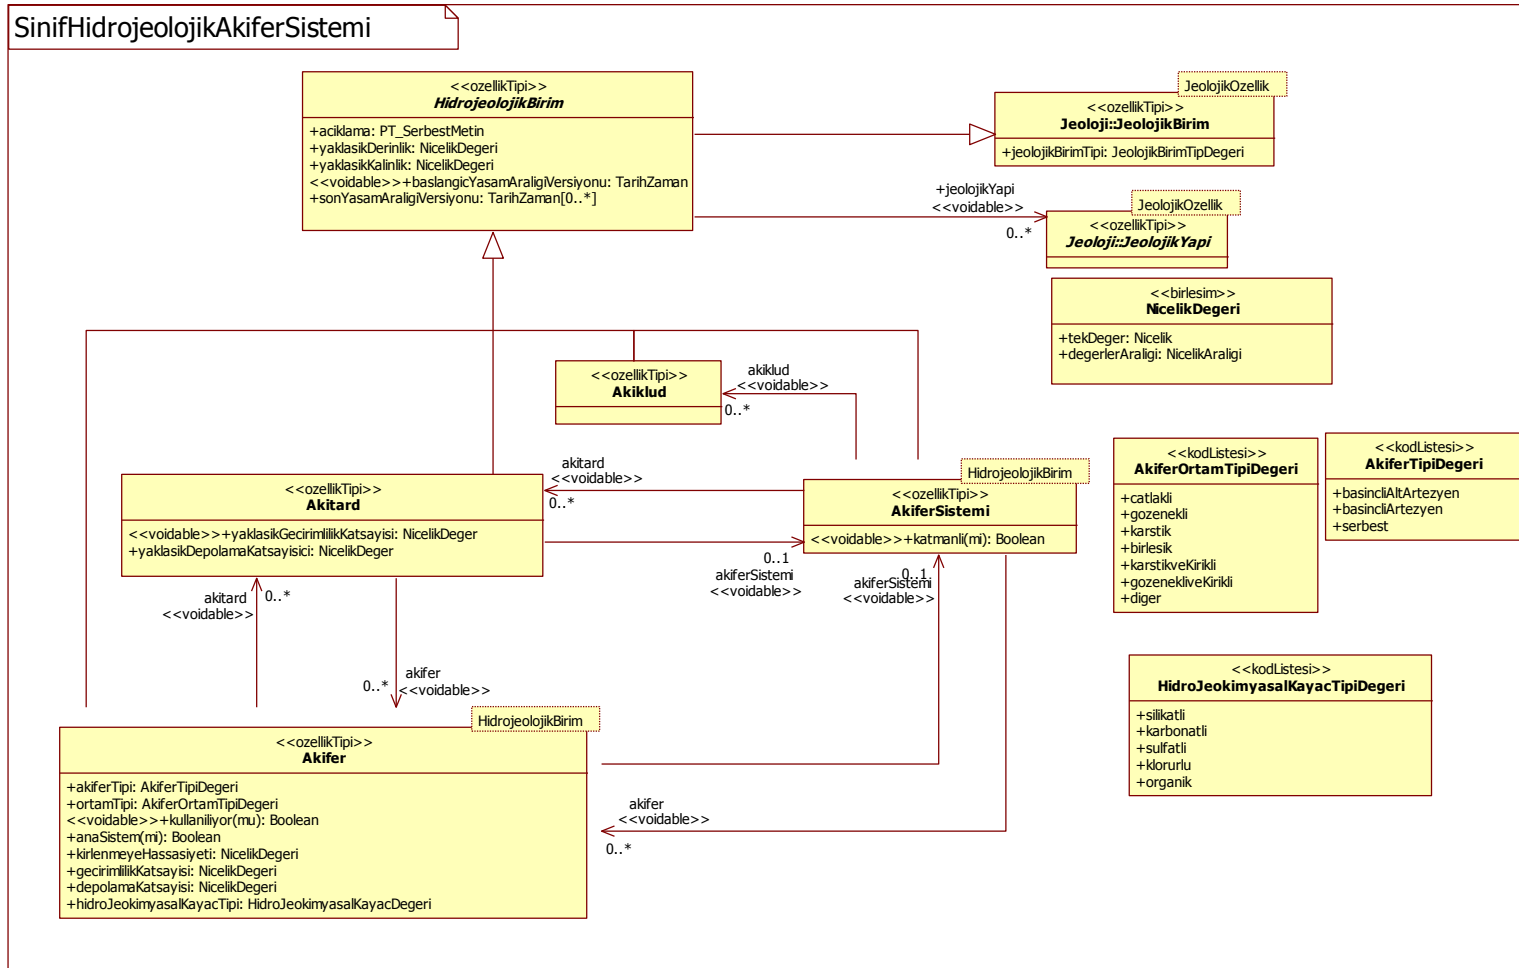 SinifHidrojeolojikAkiferSistemi
<<ozellikTipi>>
HidrojeolojikBirim
+aciklama: PT_SerbestMetin
+yaklasikDerinlik: NicelikDegeri
+yaklasikKalinlik: NicelikDegeri
<<voidable>>+baslangicYasamAraligiVersiyonu: TarihZaman
+sonYasamAraligiVersiyonu: TarihZaman[0..*]
JeolojikOzellik
<<ozellikTipi>>
Jeoloji::JeolojikBirim
+jeolojikBirimTipi: JeolojikBirimTipDegeri
+jeolojikYapi
<<voidable>>
0..*
JeolojikOzellik
<<ozellikTipi>>
Jeoloji::JeolojikYapi
<<birlesim>>
NicelikDegeri
+tekDeger: Nicelik
+degerlerAraligi: NicelikAraligi
<<ozellikTipi>>
Akiklud
akiklud
<<voidable>>
0..*
akitard
<<voidable>>
0..*
<<ozellikTipi>>
Akitard
<<voidable>>+yaklasikGecirimlilikKatsayisi: NicelikDeger
+yaklasikDepolamaKatsayisici: NicelikDeger
HidrojeolojikBirim
<<ozellikTipi>>
AkiferSistemi
<<voidable>>+katmanli(mi): Boolean
0..1
akiferSistemi
<<voidable>>
0..1
akiferSistemi
<<voidable>>
<<kodListesi>>
AkiferOrtamTipiDegeri
+catlakli
+gozenekli
+karstik
+birlesik
+karstikveKirikli
+gozenekliveKirikli
+diger
<<kodListesi>>
AkiferTipiDegeri
+basincliAltArtezyen
+basincliArtezyen
+serbest
akitard
<<voidable>>
0..*
akifer
<<voidable>>
0..*
<<kodListesi>>
HidroJeokimyasalKayacTipiDegeri
+silikatli
+karbonatli
+sulfatli
+klorurlu
+organik
HidrojeolojikBirim
<<ozellikTipi>>
Akifer
+akiferTipi: AkiferTipiDegeri
+ortamTipi: AkiferOrtamTipiDegeri
<<voidable>>+kullaniliyor(mu): Boolean
+anaSistem(mi): Boolean
+kirlenmeyeHassasiyeti: NicelikDegeri
+gecirimlilikKatsayisi: NicelikDegeri
+depolamaKatsayisi: NicelikDegeri
+hidroJeokimyasalKayacTipi: HidroJeokimyasalKayacDegeri
akifer
<<voidable>>
0..*